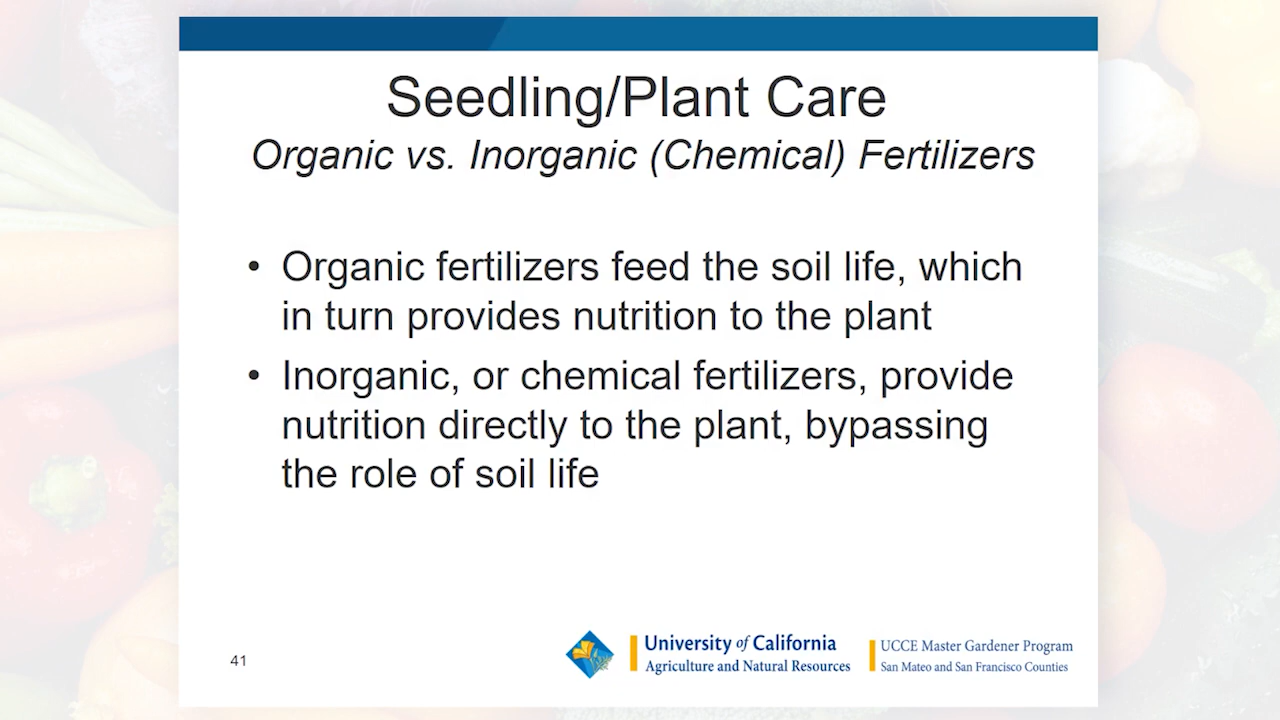 Seedling/Plant Care
Organic vs. Inorganic (Chemical) Fertilizers
• Organic fertilizers feed the soil life, which
in turn provides nutrition to the plant
• Inorganic, or chemical fertilizers, provide
nutrition directly to the plant, bypassing
the role of soil life
41
University of California
Agriculture and Natural Resources
UCCE Master Gardener Program
San Mateo and San Francisco Counties